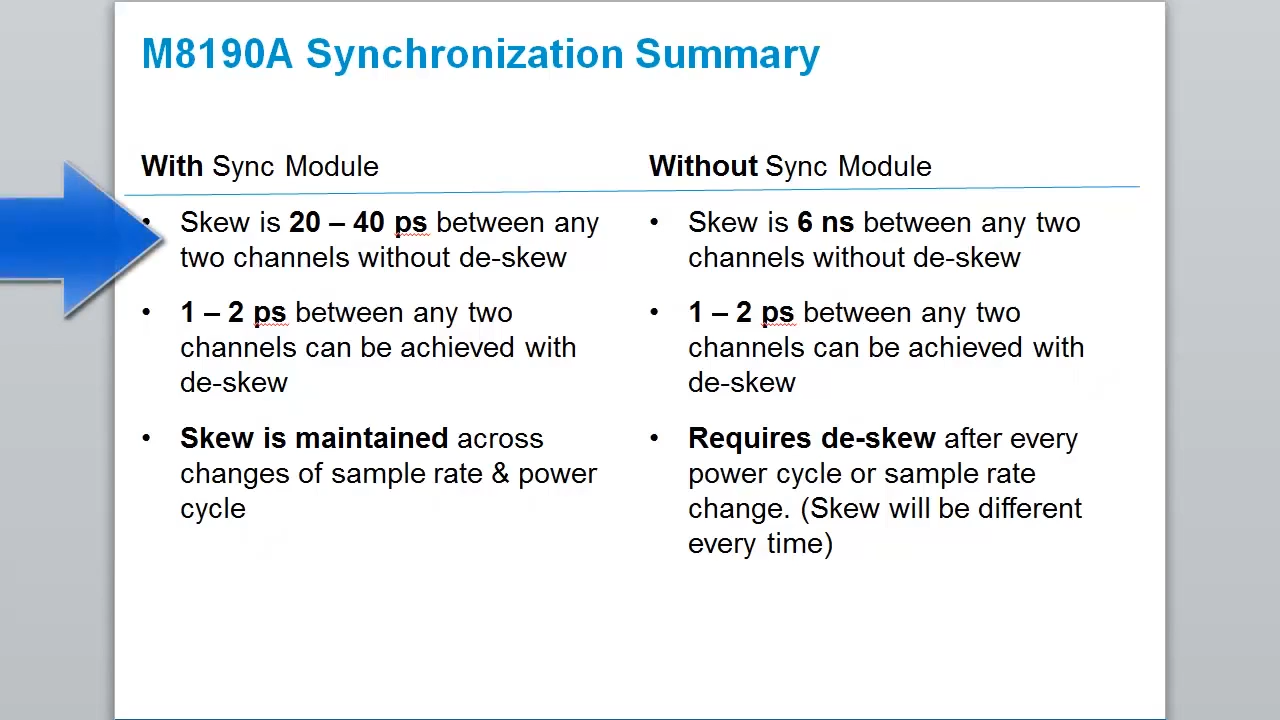 M8190A Synchronization Summary
With Sync Module
• Skew is 20 – 40 ps between any
two channels without de-skew
• 1 – 2 ps between any two
channels can be achieved with
de-skew
• Skew is maintained across
changes of sample rate & power
cycle
Without Sync Module
• Skew is 6 ns between any two
channels without de-skew
• 1 – 2 ps between any two
channels can be achieved with
de-skew
• Requires de-skew after every
power cycle or sample rate
change. (Skew will be different
every time)